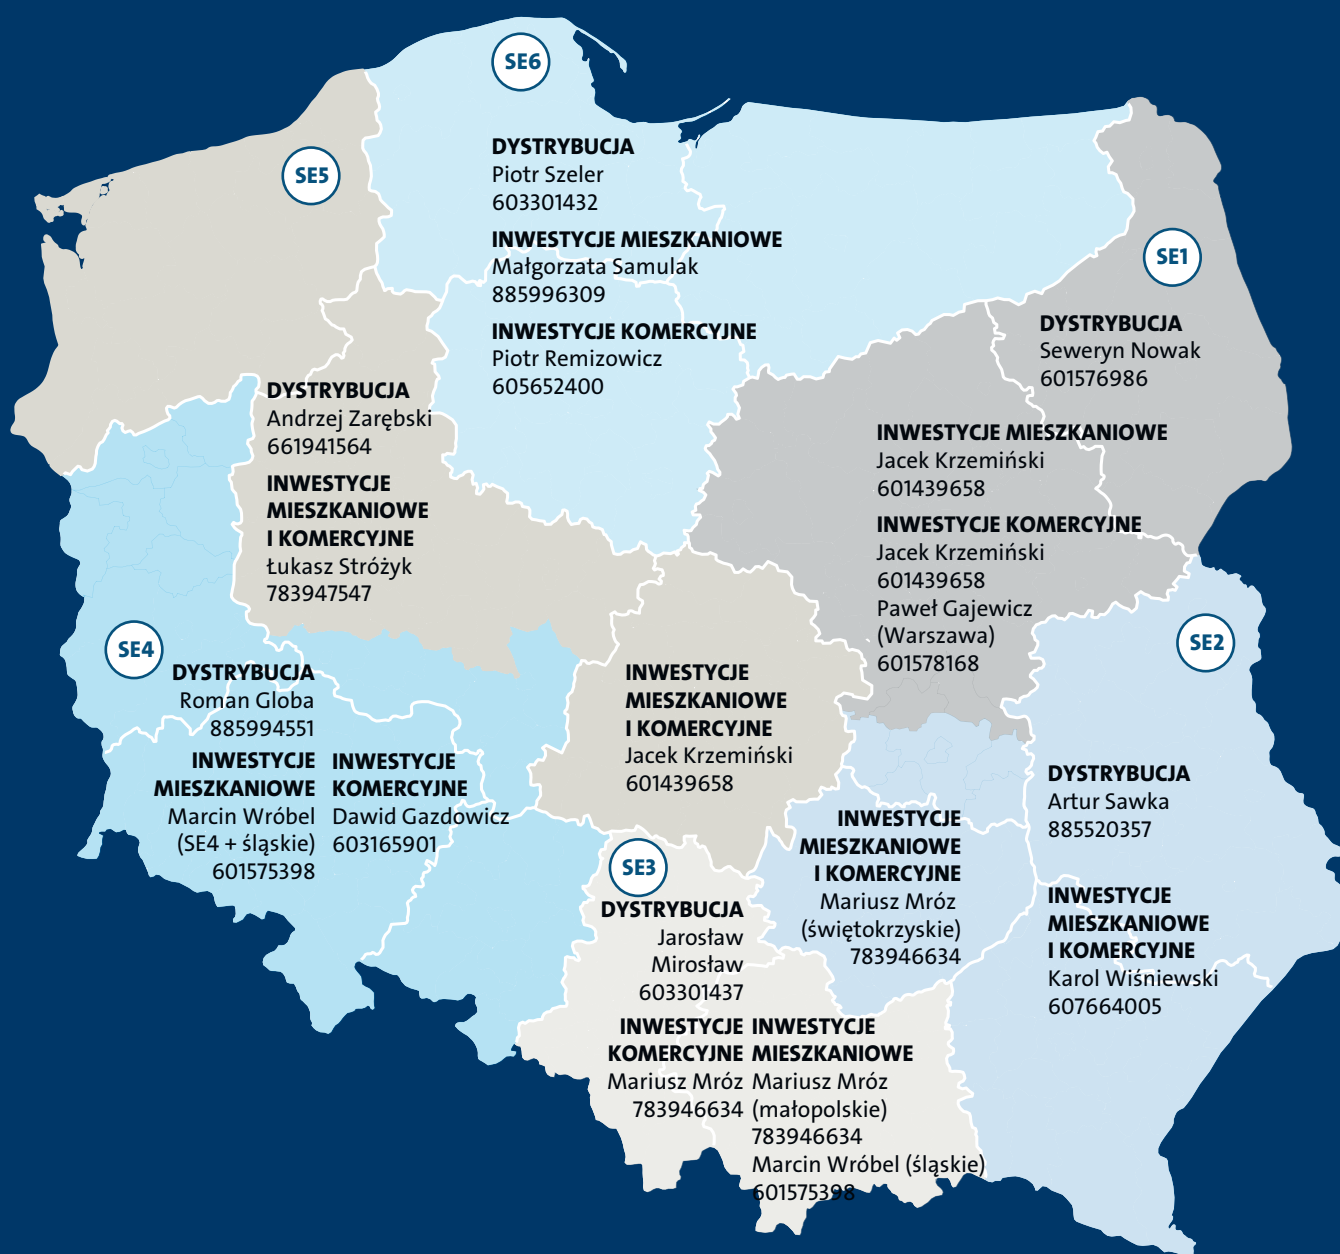 SE6
DYSTRYBUCJA
Piotr Szeler
603301432
INWESTYCJE MIESZKANIOWE
Małgorzata Samulak
885996309
INWESTYCJE KOMERCYJNE
Piotr Remizowicz
605652400
SE5
DYSTRYBUCJA
Andrzej Zarębski
661941564
INWESTYCJE
MIESZKANIOWE
I KOMERCYJNE
Łukasz Stróżyk
783947547
SE1
DYSTRYBUCJA
Seweryn Nowak
601576986
INWESTYCJE MIESZKANIOWE
Jacek Krzemiński
601439658
INWESTYCJE KOMERCYJNE
Jacek Krzemiński
601439658
Paweł Gajewicz
(Warszawa)
601578168
SE4
DYSTRYBUCJA
Roman Globa
885994551
INWESTYCJE
MIESZKANIOWE
Marcin Wróbel
(SE4 + śląskie)
601575398
INWESTYCJE
KOMERCYJNE
Dawid Gazdowicz
603165901
INWESTYCJE
MIESZKANIOWE
I KOMERCYJNE
Jacek Krzemiński
601439658
SE2
DYSTRYBUCJA
Artur Sawka
885520357
INWESTYCJE
MIESZKANIOWE
I KOMERCYJNE
Karol Wiśniewski
607664005
INWESTYCJE
MIESZKANIOWE
I KOMERCYJNE
Mariusz Mróz
(świętokrzyskie)
783946634
SE3
DYSTRYBUCJA
Jarosław
Mirosław
603301437
INWESTYCJE
KOMERCYJNE
Mariusz Mróz
783946634
INWESTYCJE
MIESZKANIOWE
Mariusz Mróz
(małopolskie)
783946634
Marcin Wróbel (śląskie)
601575398